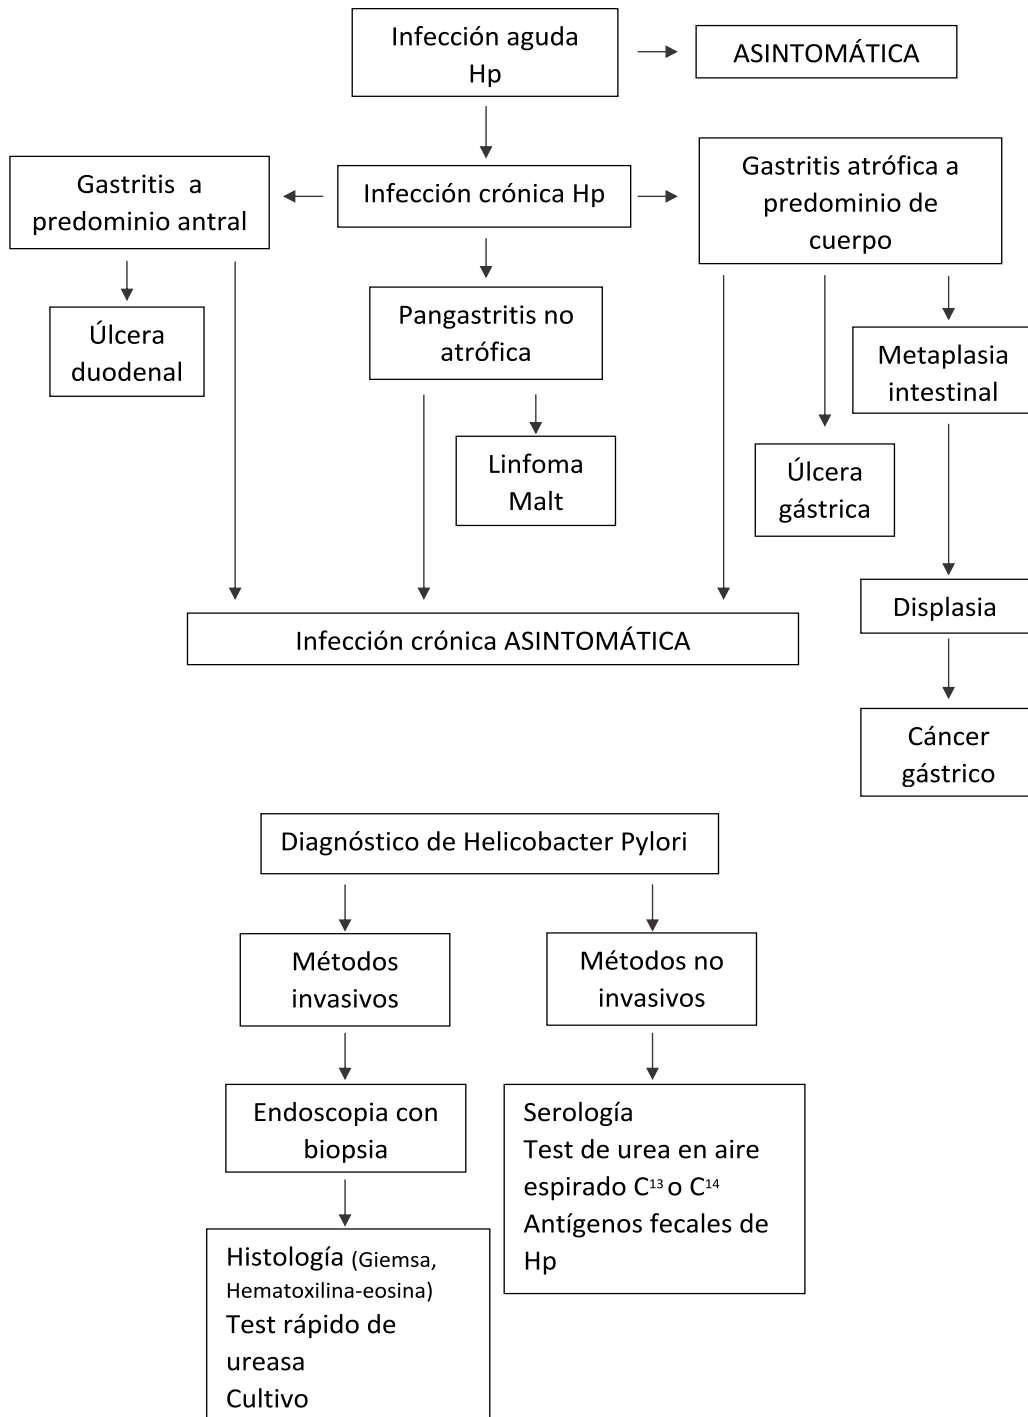 Infección aguda
Hp
ASINTOMÁTICA
Gastritis a
predominio antral
Infección crónica Hp
Gastritis atrófica a
predominio de
cuerpo
Úlcera
duodenal
Pangastritis no
atrófica
Metaplasia
intestinal
Linfoma
Malt
Úlcera
gástrica
Displasia
Infección crónica ASINTOMÁTICA
Cáncer
gástrico
Diagnóstico de Helicobacter Pylori
Métodos
invasivos
Métodos no
invasivos
Endoscopia con
biopsia
Serología
Test de urea en aire
espirado C¹³ o C¹⁴
Antígenos fecales de
Hp
Histología (Giemsa,
Hematoxilina-eosina)
Test rápido de
ureasa
Cultivo